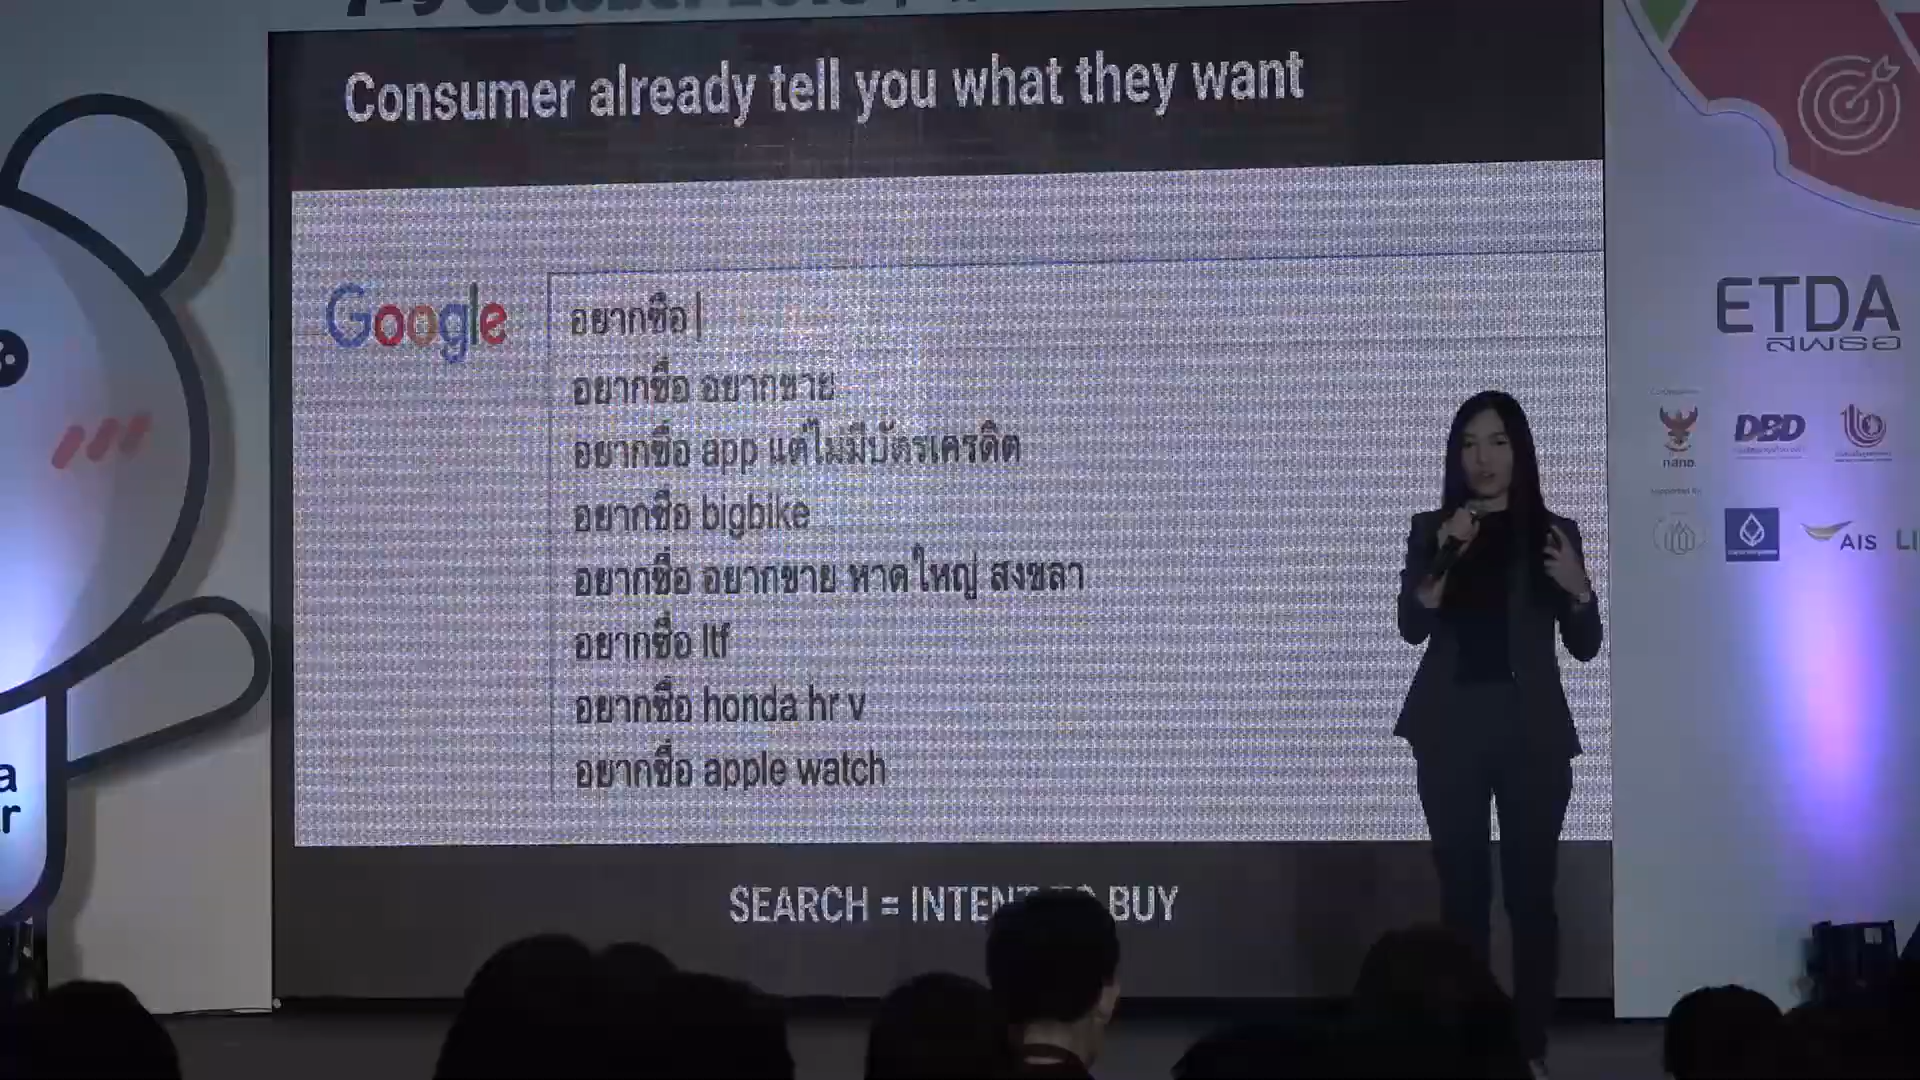 Consumer already tell you what they want
Google
อยากซื้อ
อยากซื้อ อยากขาย
อยากซื้อ app แต่ไม่มีบัตรเครดิต
อยากซื้อ bigbike
อยากซื้อ อยากขาย หาดใหญ่ สงขลา
อยากซื้อ ltf
อยากซื้อ honda hr v
อยากซื้อ apple watch
SEARCH = INTENT TO BUY
ETDA
สพธอ
nano
DBD
AIS